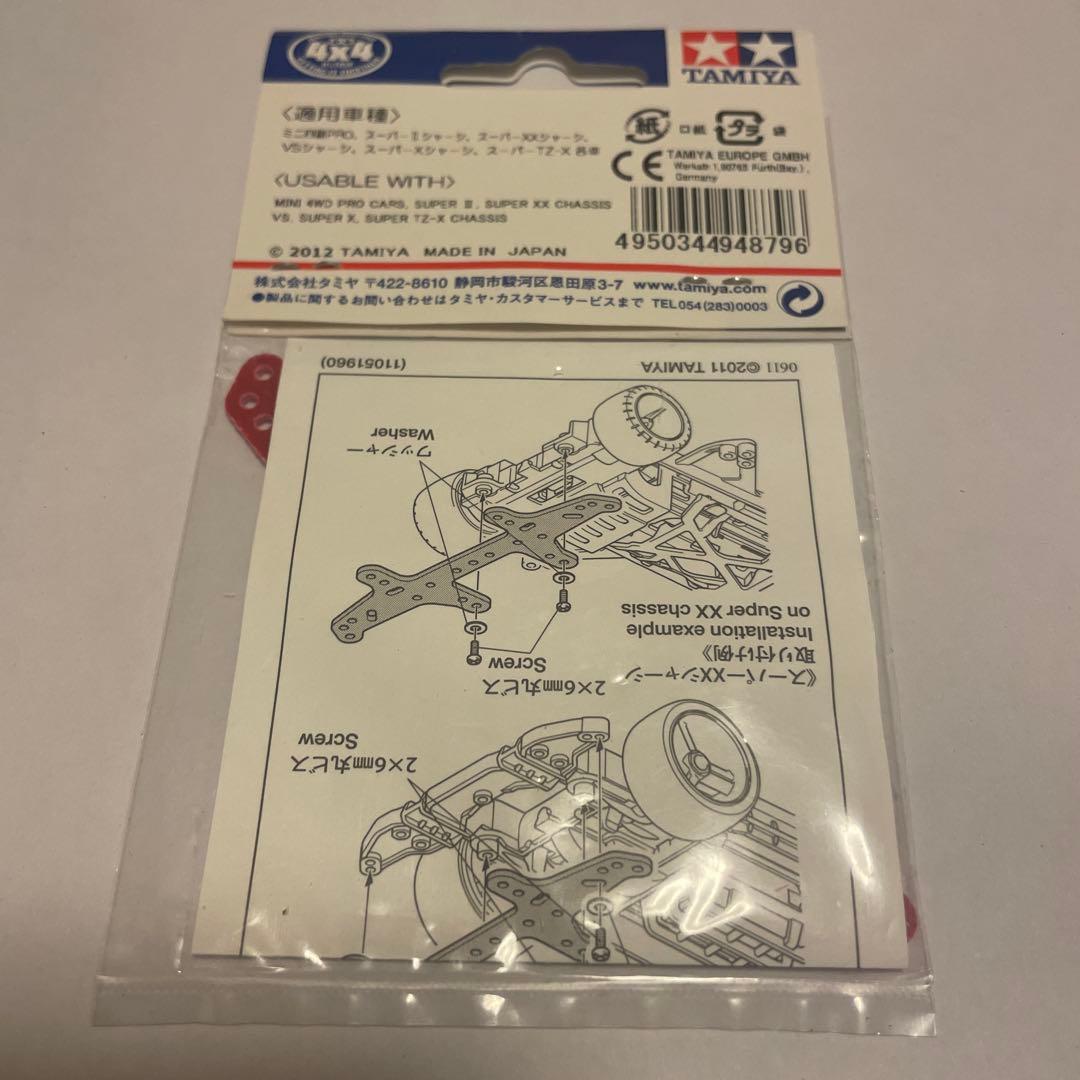 4x4
TAMIYA
〈適用車種〉
ミニ四駆PRO、スーパーⅡシャーシ、スーパーXXシャーシ、
VSシャーシ、スーパーXシャーシ、スーパーTZ-X 各車
〈USABLE WITH〉
MINI 4WD PRO CARS, SUPER Ⅱ, SUPER XX CHASSIS
VS, SUPER X, SUPER TZ-X CHASSIS
© 2012 TAMIYA MADE IN JAPAN
紙 口紙 プラ 袋
CE TAMIYA EUROPE GMBH
Werkstr.1,90765 Fürth(Bay.),
Germany
4950344948796
株式会社タミヤ 〒422-8610 静岡市駿河区恩田原3-7 www.tamiya.com
●製品に関するお問い合わせはタミヤ・カスタマーサービスまで TEL054(283)0003
0611 ©2011 TAMIYA (11051960)
2×6mm丸ビス
Screw
《スーパーXXシャーシ
取り付け例》
Installation example
on Super XX chassis
2×6mm丸ビス
Screw
ワッシャー
Washer